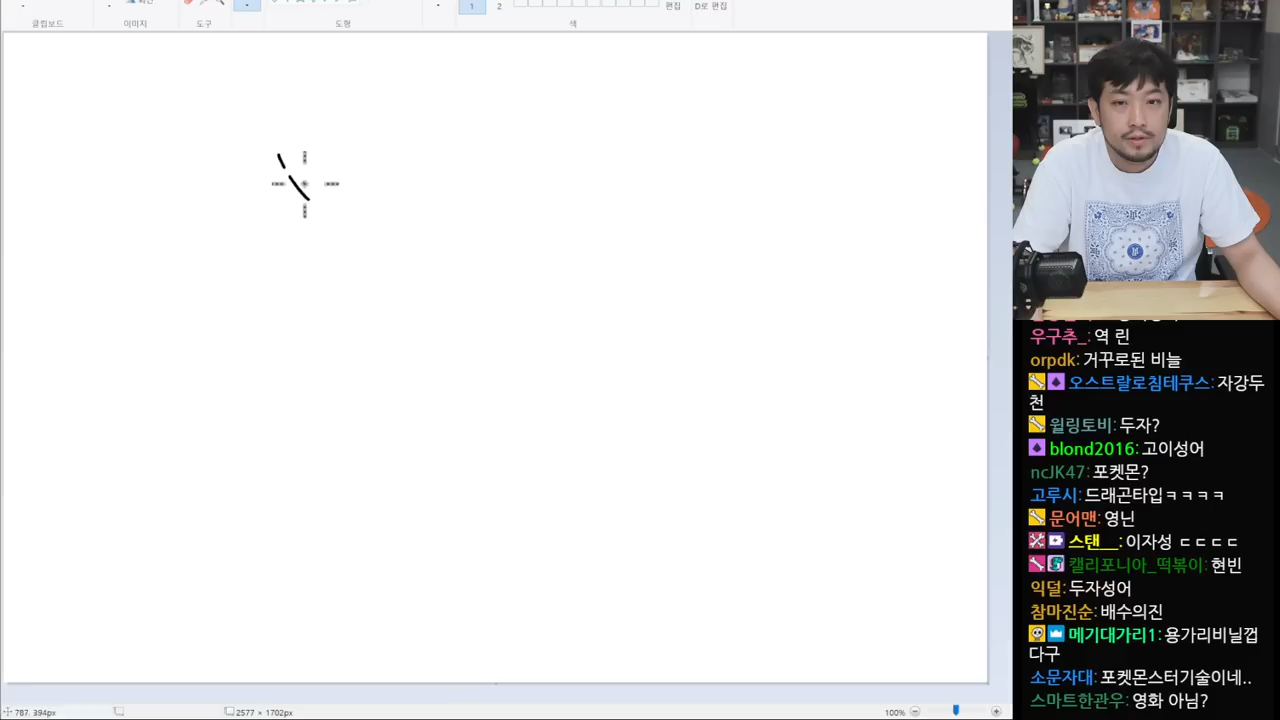 클립보드
이미지
도구
도형
1
2
색
편집
D로 편집
우구추_: 역 린
orpdk: 거꾸로된 비늘
오스트랄로침테쿠스: 자강두
천
윌링토비: 두자?
blond2016: 고이성어
ncJK47: 포켓몬?
고루시: 드래곤타입ㅋㅋㅋㅋ
문어맨: 영닌
스탠__: 이자성 ㄷㄷㄷㄷ
캘리포니아_떡볶이: 현빈
익덜: 두자성어
참마진순: 배수의진
메기대가리1: 용가리비닐껍
다구
소문자대: 포켓몬스터기술이네..
스마트한관우: 영화 아님?
787, 394px
2577 × 1702px
100%